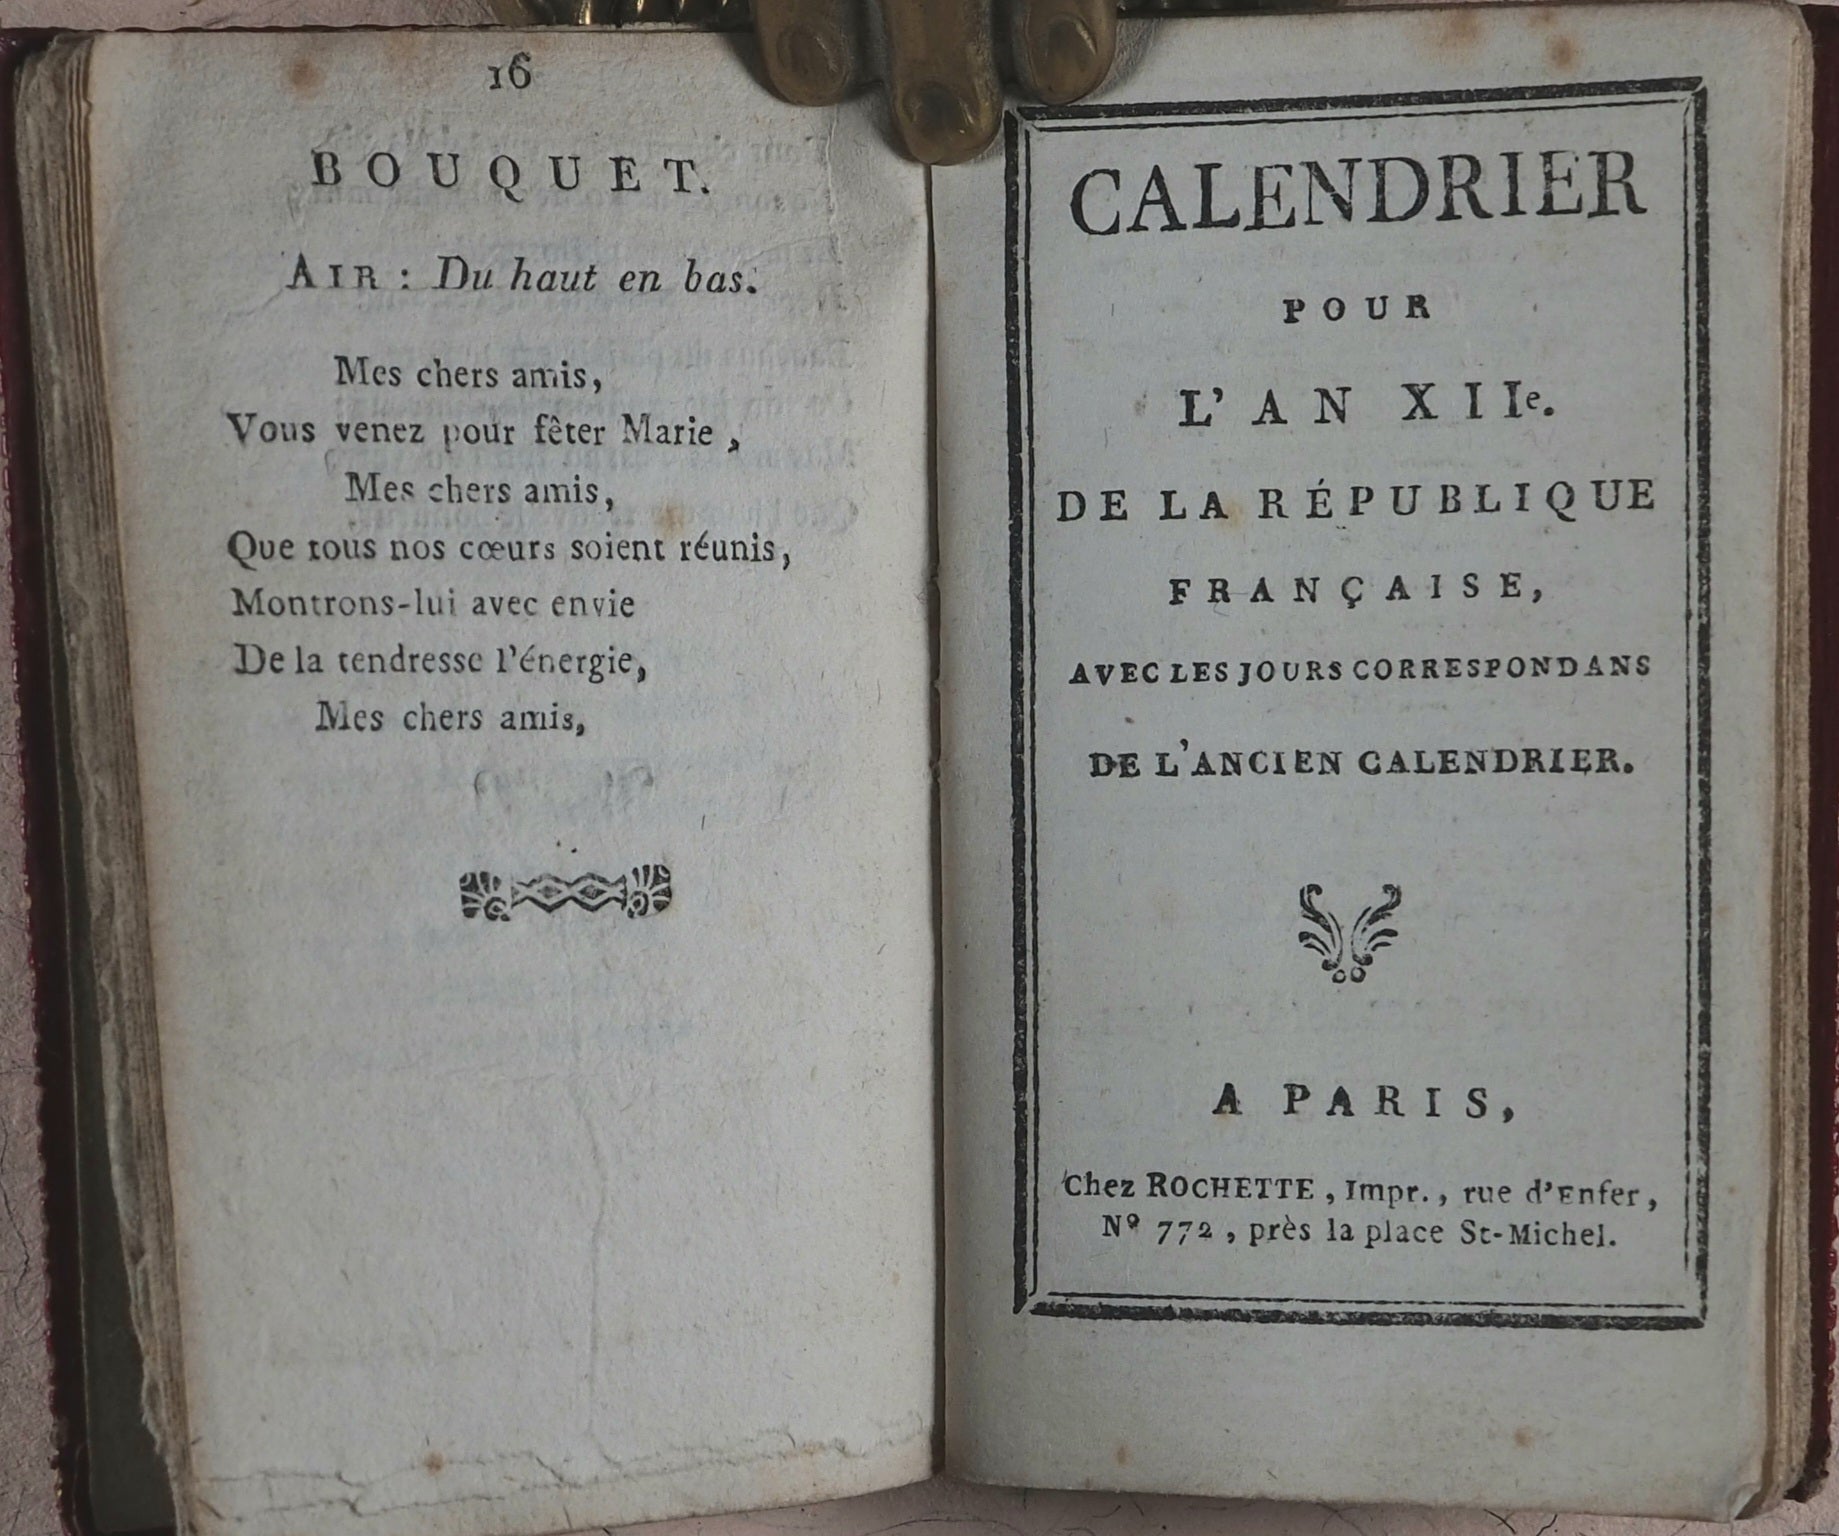 16
BOUQUET.
AIR : Du haut en bas.
Mes chers amis,
Vous venez pour fêter Marie ,
Mes chers amis,
Que tous nos cœurs soient réunis,
Montrons-lui avec envie
De la tendresse l'énergie,
Mes chers amis,
CALENDRIER
POUR
L'AN XIIe.
DE LA RÉPUBLIQUE
FRANÇAISE,
AVEC LES JOURS CORRESPONDANS
DE L'ANCIEN CALENDRIER.
A PARIS,
Chez ROCHETTE , Impr. , rue d'Enfer ,
Nº 772 , près la place St-Michel.